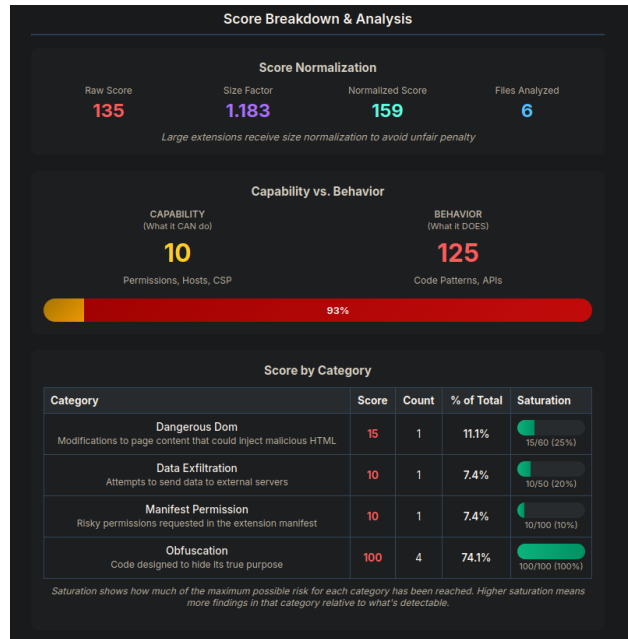 Score Breakdown & Analysis
Score Normalization
Raw Score Size Factor Normalized Score Files Analyzed
135 1.183 159 6
Large extensions receive size normalization to avoid unfair penalty
Capability vs. Behavior
CAPABILITY BEHAVIOR
(What it CAN do) (What it DOES)
10 125
Permissions, Hosts, CSP Code Patterns, APIs
93%
Score by Category
Category Score Count % of Total Saturation
Dangerous Dom
Modifications to page content that could inject malicious HTML
15 1 11.1%
15/60 (25%)
Data Exfiltration
Attempts to send data to external servers
10 1 7.4%
10/50 (20%)
Manifest Permission
Risky permissions requested in the extension manifest
10 1 7.4%
10/100 (10%)
Obfuscation
Code designed to hide its true purpose
100 4 74.1%
100/100 (100%)
Saturation shows how much of the maximum possible risk for each category has been reached. Higher saturation means
more findings in that category relative to what's detectable.